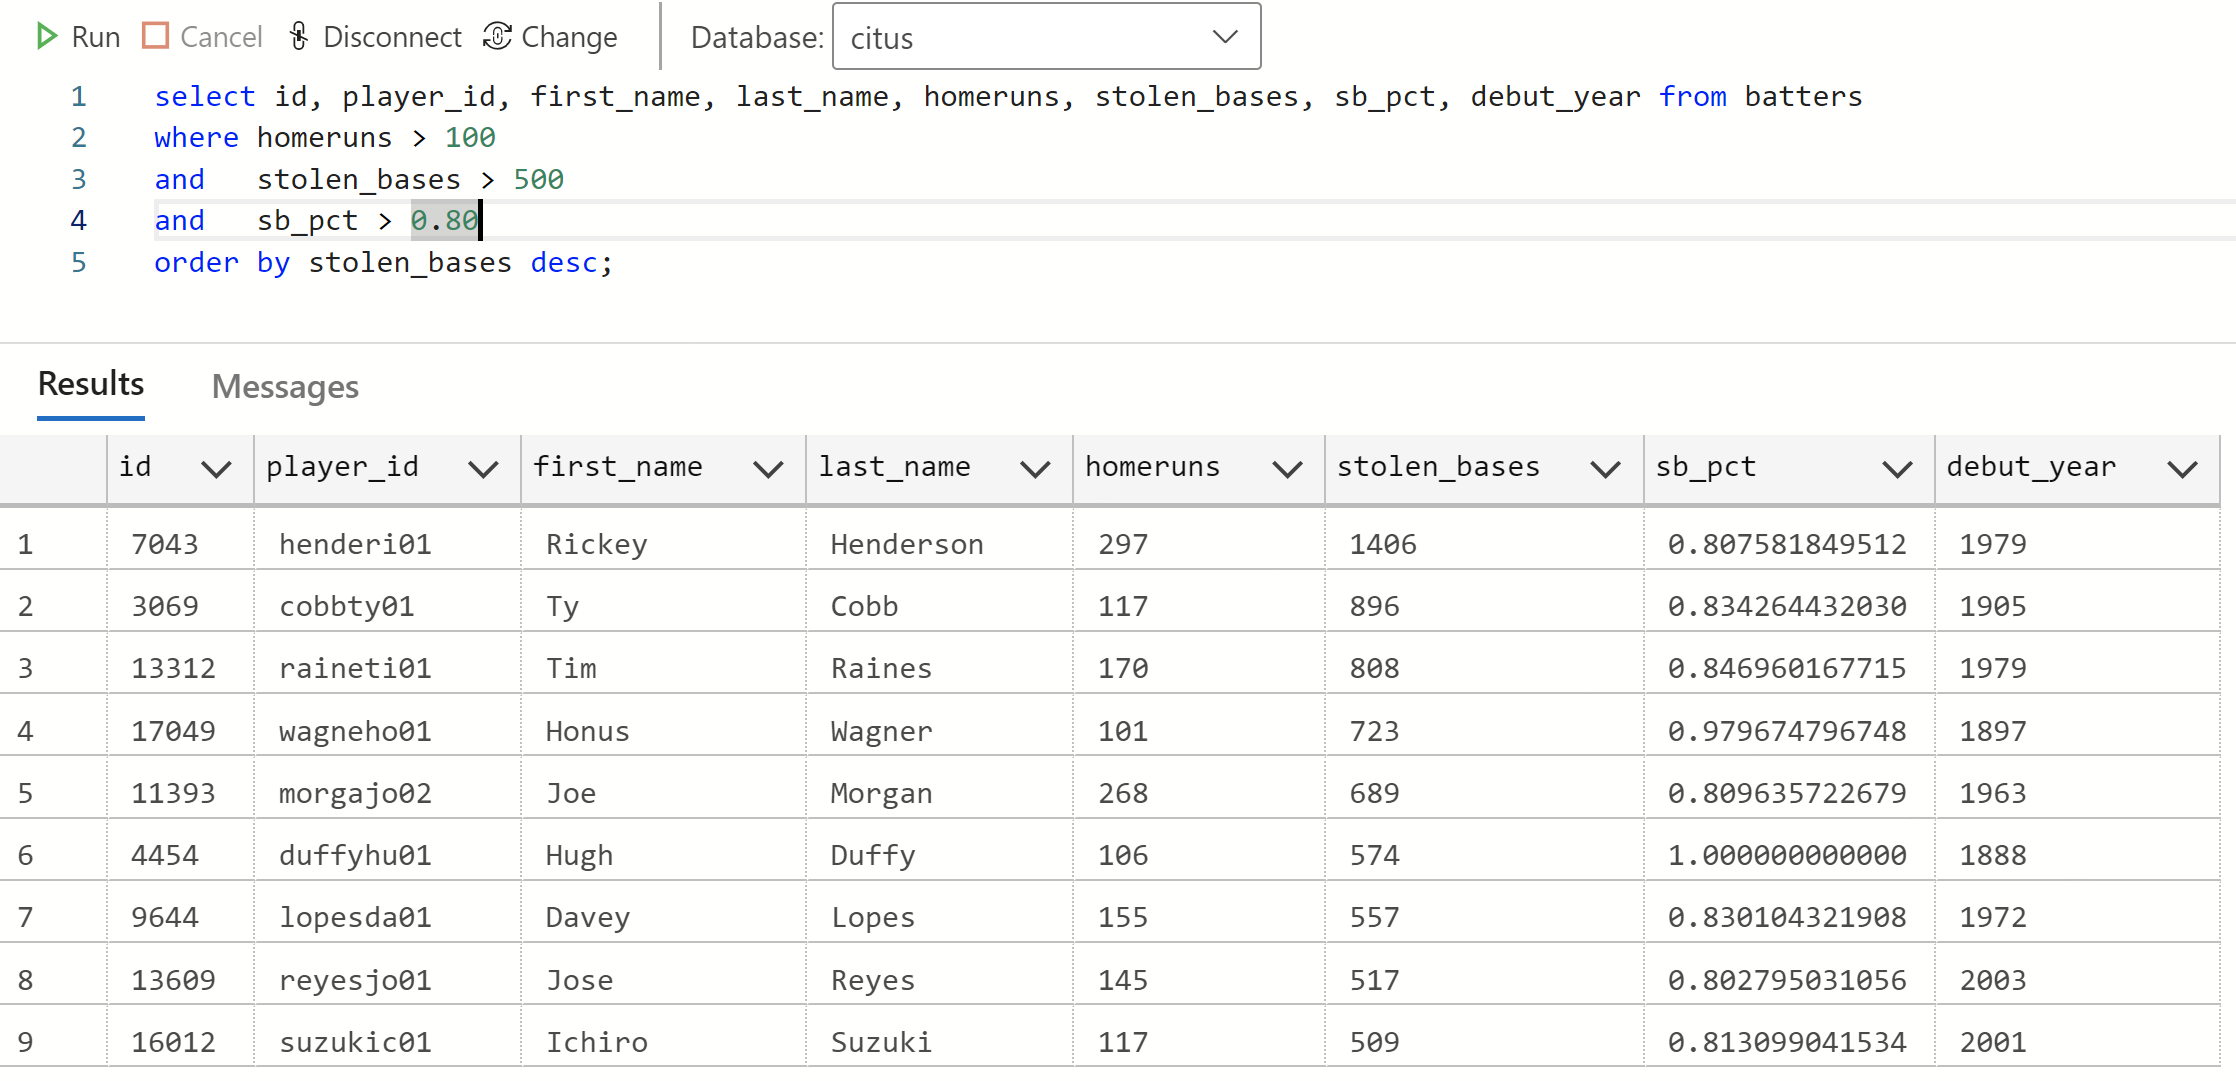 Run Cancel Disconnect Change Database: citus
1 select id, player_id, first_name, last_name, homeruns, stolen_bases, sb_pct, debut_year from batters
2 where homeruns > 100
3 and   stolen_bases > 500
4 and   sb_pct > 0.80
5 order by stolen_bases desc;
Results Messages
id player_id first_name last_name homeruns stolen_bases sb_pct debut_year
1 7043 henderi01 Rickey Henderson 297 1406 0.807581849512 1979
2 3069 cobbty01 Ty Cobb 117 896 0.834264432030 1905
3 13312 raineti01 Tim Raines 170 808 0.846960167715 1979
4 17049 wagneho01 Honus Wagner 101 723 0.979674796748 1897
5 11393 morgajo02 Joe Morgan 268 689 0.809635722679 1963
6 4454 duffyhu01 Hugh Duffy 106 574 1.000000000000 1888
7 9644 lopesda01 Davey Lopes 155 557 0.830104321908 1972
8 13609 reyesjo01 Jose Reyes 145 517 0.802795031056 2003
9 16012 suzukic01 Ichiro Suzuki 117 509 0.813099041534 2001